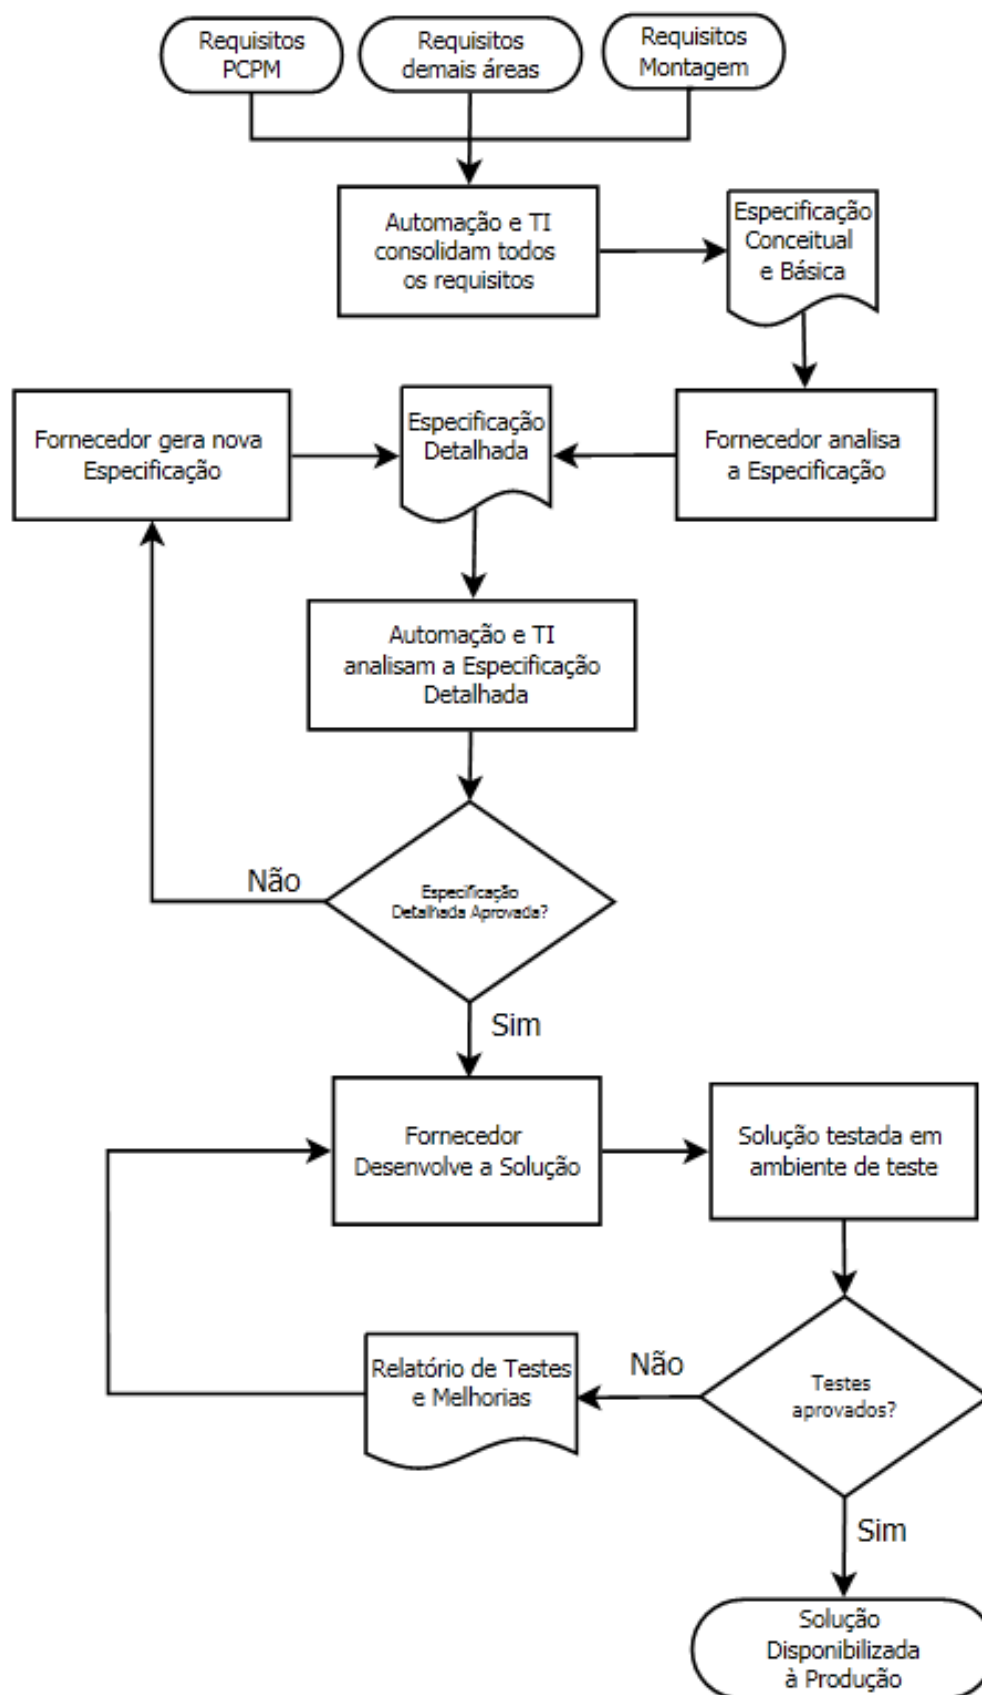 Requisitos
PCPM
Requisitos
demais áreas
Requisitos
Montagem
Automação e TI
consolidam todos
os requisitos
Especificação
Conceitual
e Básica
Fornecedor gera nova
Especificação
Especificação
Detalhada
Fornecedor analisa
a Especificação
Automação e TI
analisam a Especificação
Detalhada
Não
Especificação
Detalhada Aprovada?
Sim
Fornecedor
Desenvolve a Solução
Solução testada em
ambiente de teste
Relatório de Testes
e Melhorias
Não
Testes
aprovados?
Sim
Solução
Disponibilizada
à Produção